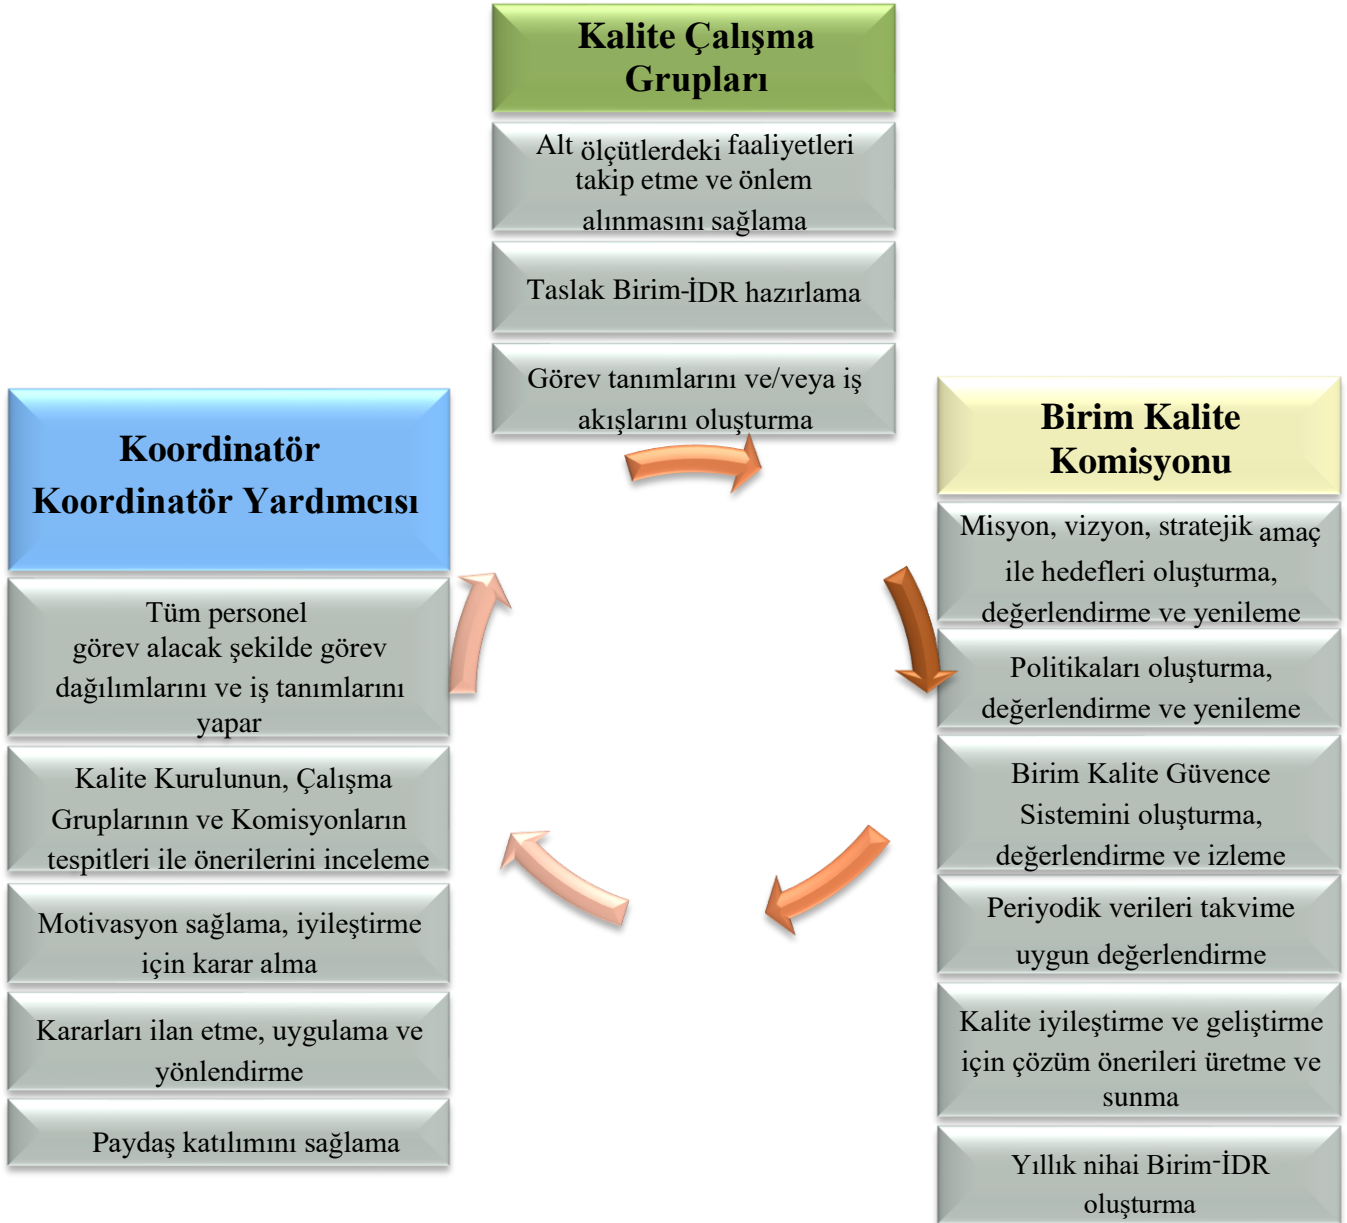 Kalite Çalışma
Grupları
Alt ölçütlerdeki faaliyetleri
takip etme ve önlem
alınmasını sağlama
Taslak Birim-İDR hazırlama
Görev tanımlarını ve/veya iş
akışlarını oluşturma
Birim Kalite
Komisyonu
Misyon, vizyon, stratejik amaç
ile hedefleri oluşturma,
değerlendirme ve yenileme
Politikaları oluşturma,
değerlendirme ve yenileme
Birim Kalite Güvence
Sistemini oluşturma,
değerlendirme ve izleme
Periyodik verileri takvime
uygun değerlendirme
Kalite iyileştirme ve geliştirme
için çözüm önerileri üretme ve
sunma
Yıllık nihai Birim-İDR
oluşturma
Koordinatör
Koordinatör Yardımcısı
Tüm personel
görev alacak şekilde görev
dağılımlarını ve iş tanımlarını
yapar
Kalite Kurulunun, Çalışma
Gruplarının ve Komisyonların
tespitleri ile önerilerini inceleme
Motivasyon sağlama, iyileştirme
için karar alma
Kararları ilan etme, uygulama ve
yönlendirme
Paydaş katılımını sağlama